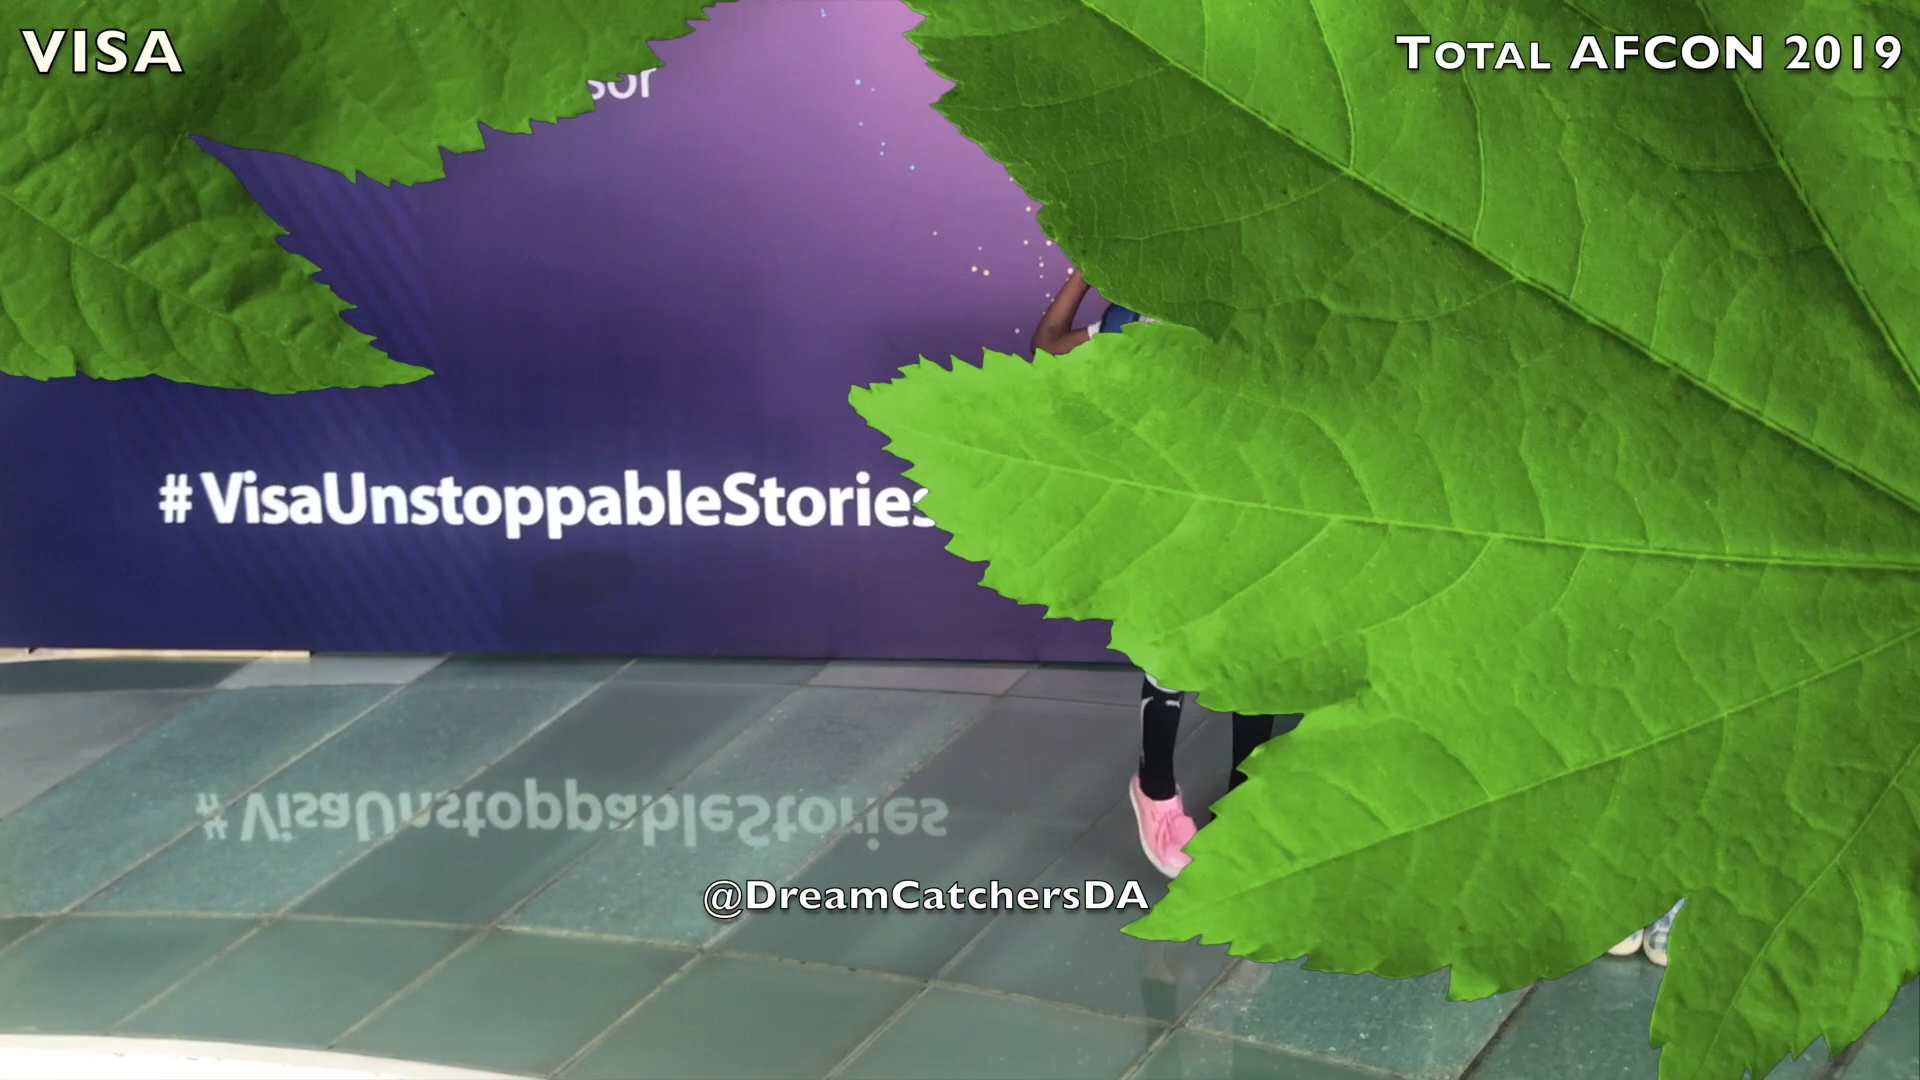 VISA
Total AFCON 2019
#VisaUnstoppableStories
#VisaUnstoppableStories
@DreamCatchersDA